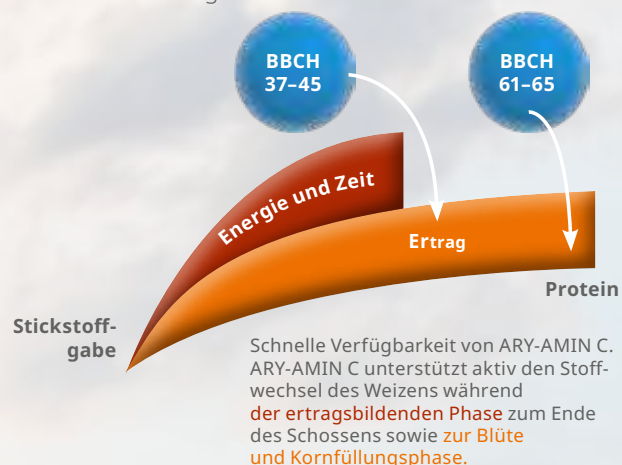 BBCH
37–45
BBCH
61–65
Energie und Zeit
Ertrag
Protein
Stickstoff-
gabe
Schnelle Verfügbarkeit von ARY-AMIN C.
ARY-AMIN C unterstützt aktiv den Stoff-
wechsel des Weizens während
der ertragsbildenden Phase zum Ende
des Schossens sowie zur Blüte
und Kornfüllungsphase.